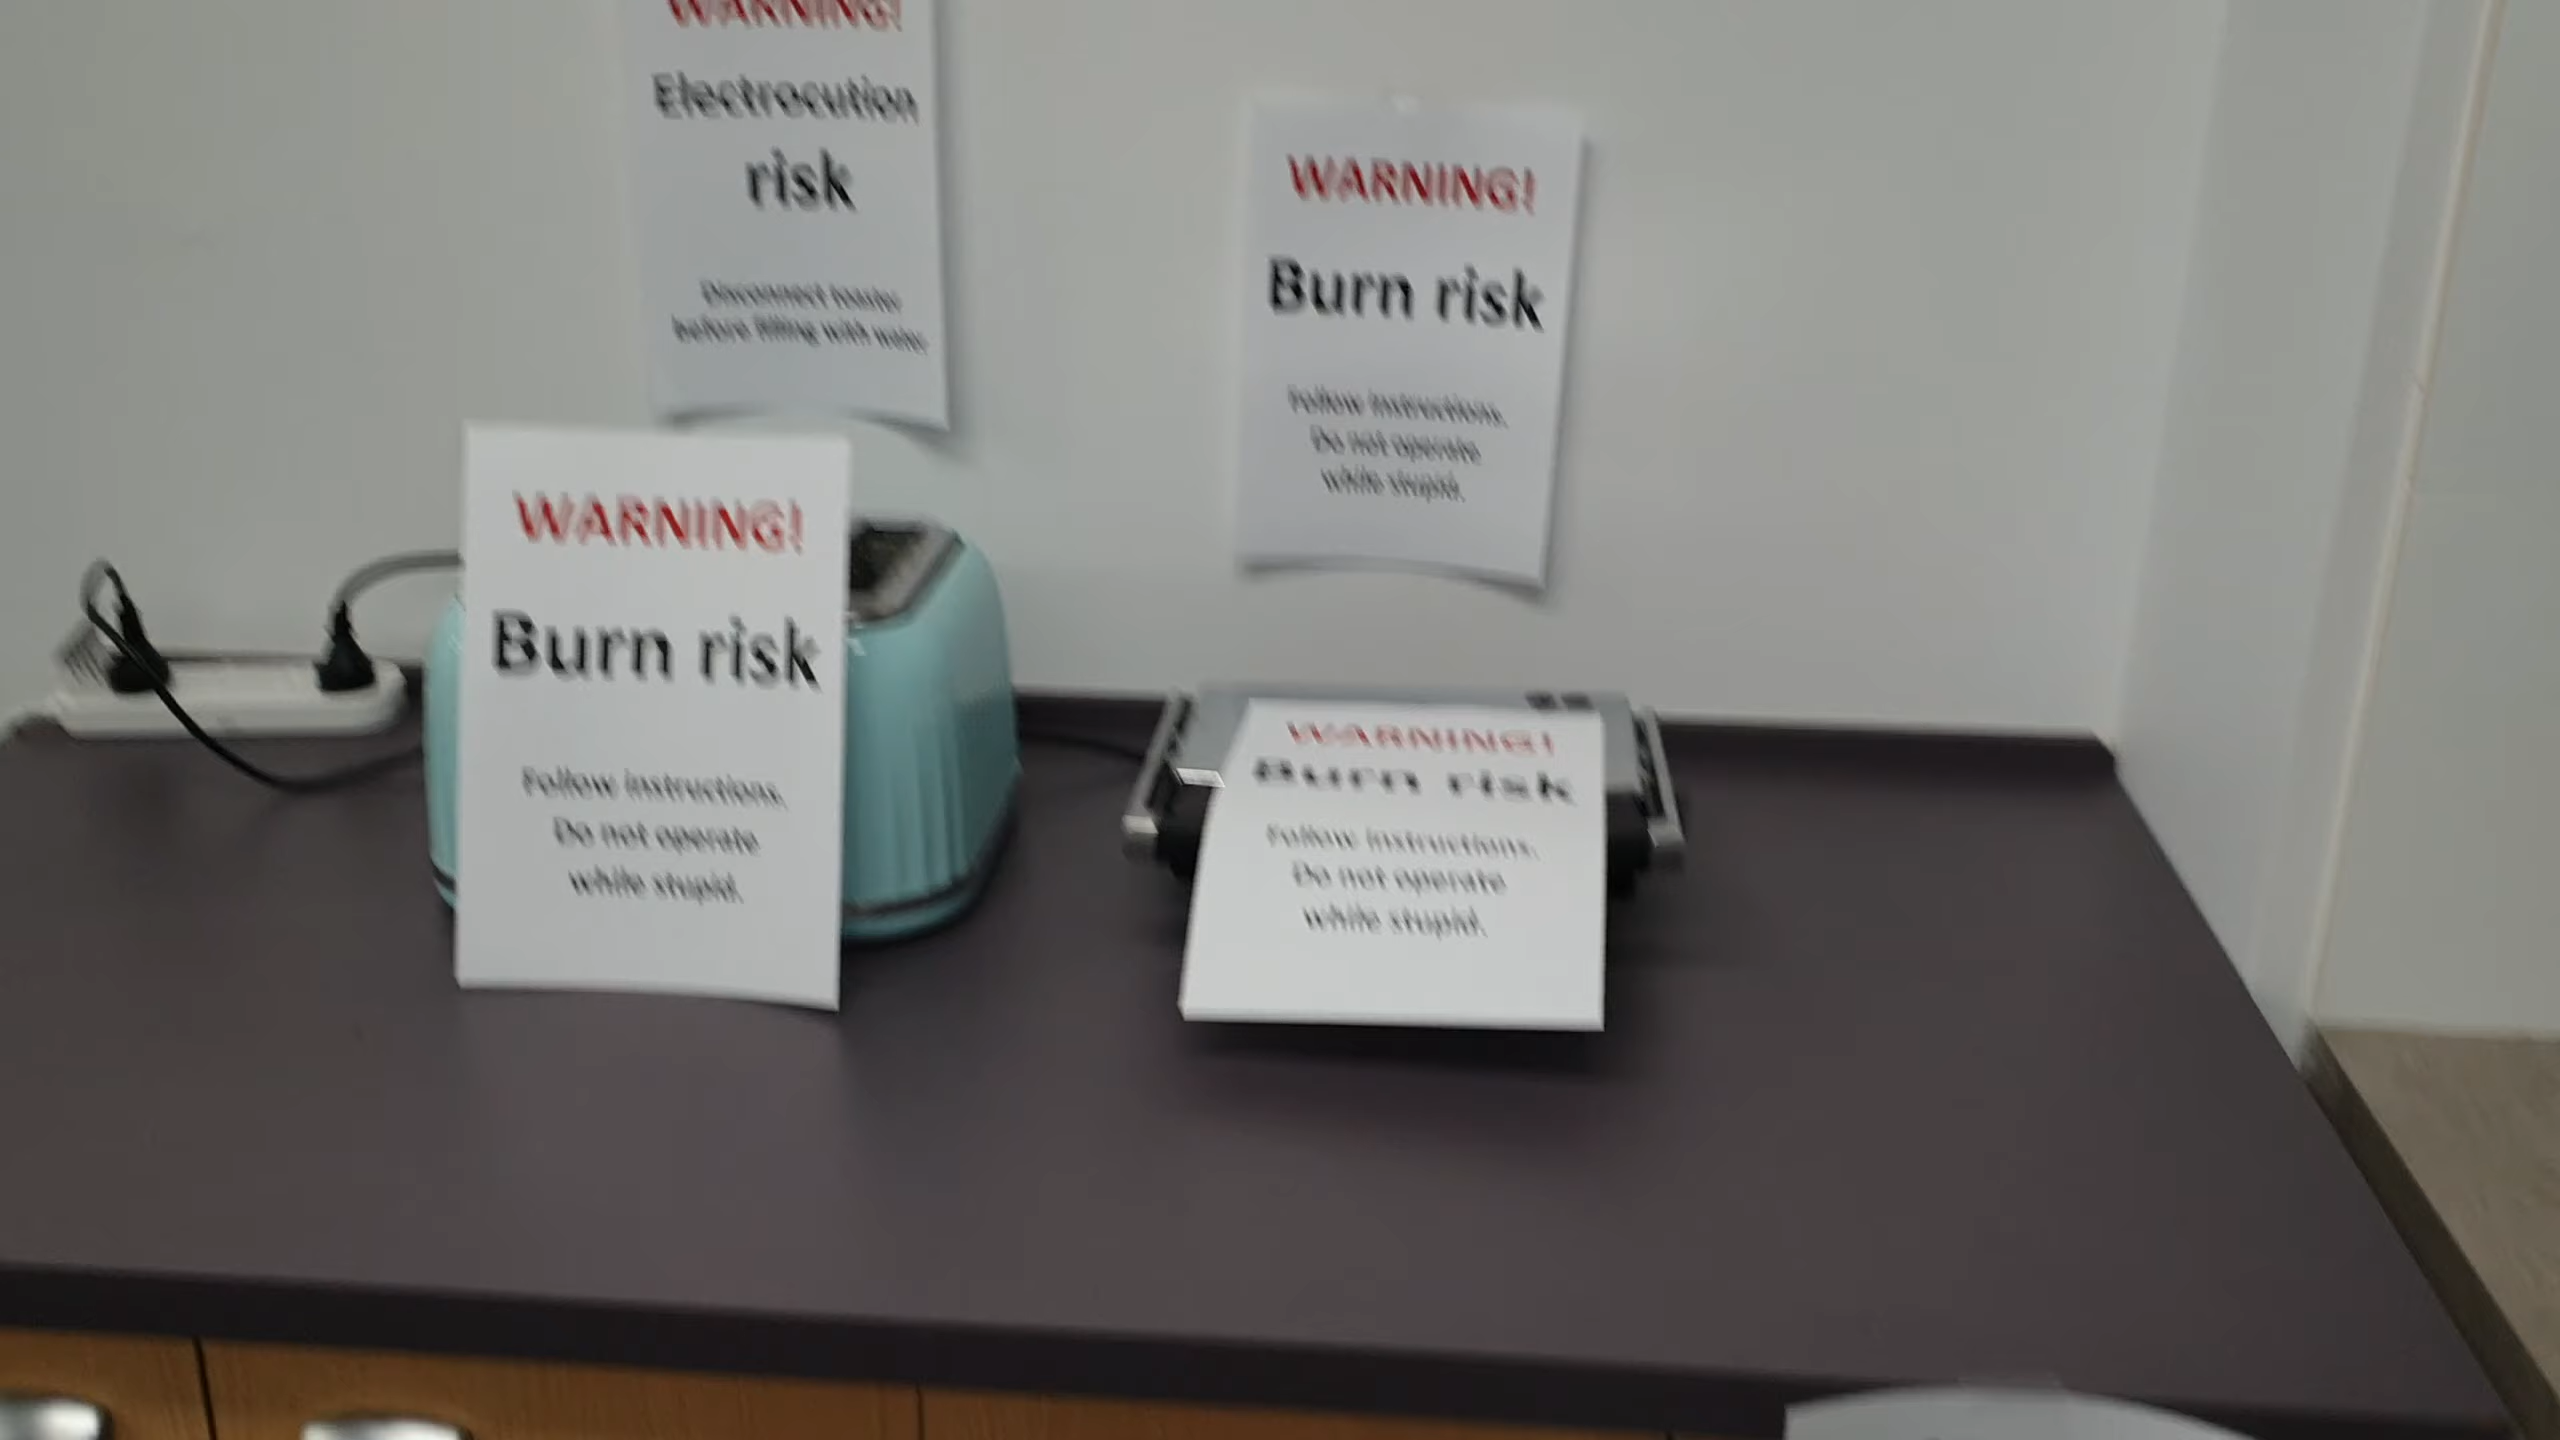 WARNING!
Electrocution
risk
Disconnect toaster
before filling with water.
WARNING!
Burn risk
Follow instructions.
Do not operate
while stupid.
WARNING!
Burn risk
Follow instructions.
Do not operate
while stupid.
WARNING!
Burn risk
Follow instructions.
Do not operate
while stupid.